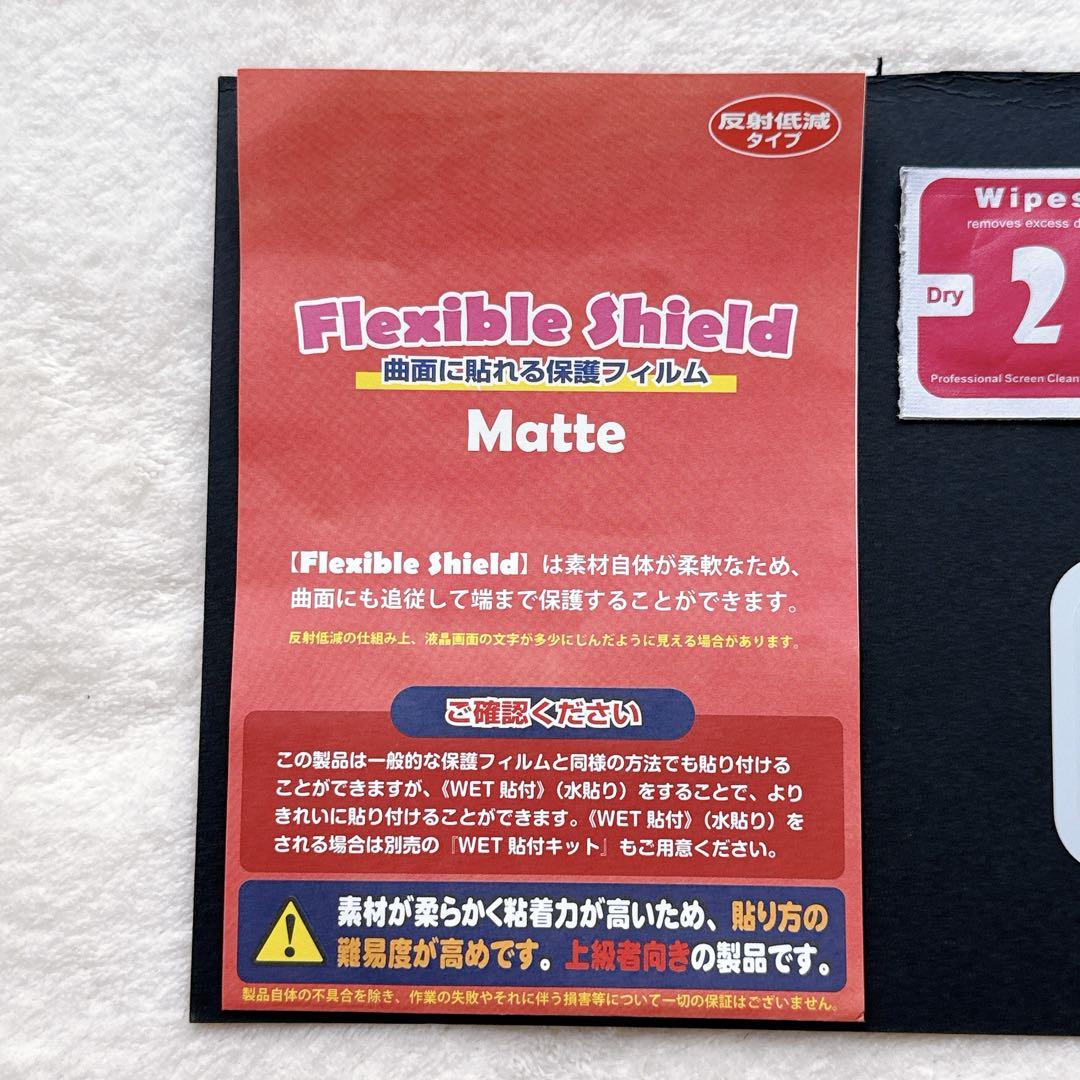 反射低減
タイプ
Flexible Shield
曲面に貼れる保護フィルム
Matte
【Flexible Shield】は素材自体が柔軟なため、
曲面にも追従して端まで保護することができます。
反射低減の仕組み上、液晶画面の文字が多少にじんだように見える場合があります。
ご確認ください
この製品は一般的な保護フィルムと同様の方法でも貼り付ける
ことができますが、《WET 貼付》（水貼り）をすることで、より
きれいに貼り付けることができます。《WET 貼付》（水貼り）を
される場合は別売の『WET 貼付キット』もご用意ください。
素材が柔らかく粘着力が高いため、貼り方の
難易度が高めです。上級者向きの製品です。
製品自体の不具合を除き、作業の失敗やそれに伴う損害等について一切の保証はございません。
Wipes
removes excess
Dry
2
Professional Screen